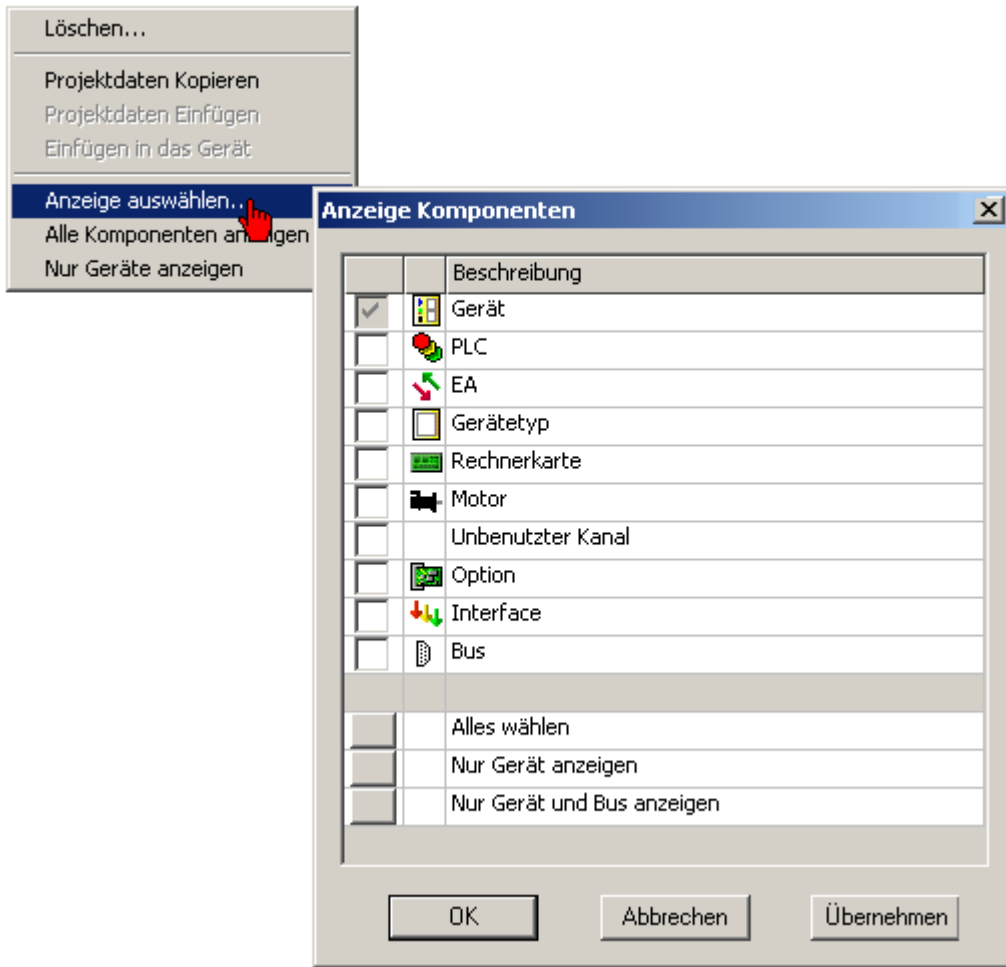 Löschen...
Projektdaten Kopieren
Projektdaten Einfügen
Einfügen in das Gerät
Anzeige auswählen..
Alle Komponenten anzeigen
Nur Geräte anzeigen
Anzeige Komponenten
Beschreibung
Gerät
PLC
EA
Gerätetyp
Rechnerkarte
Motor
Unbenutzter Kanal
Option
Interface
Bus
Alles wählen
Nur Gerät anzeigen
Nur Gerät und Bus anzeigen
OK
Abbrechen
Übernehmen